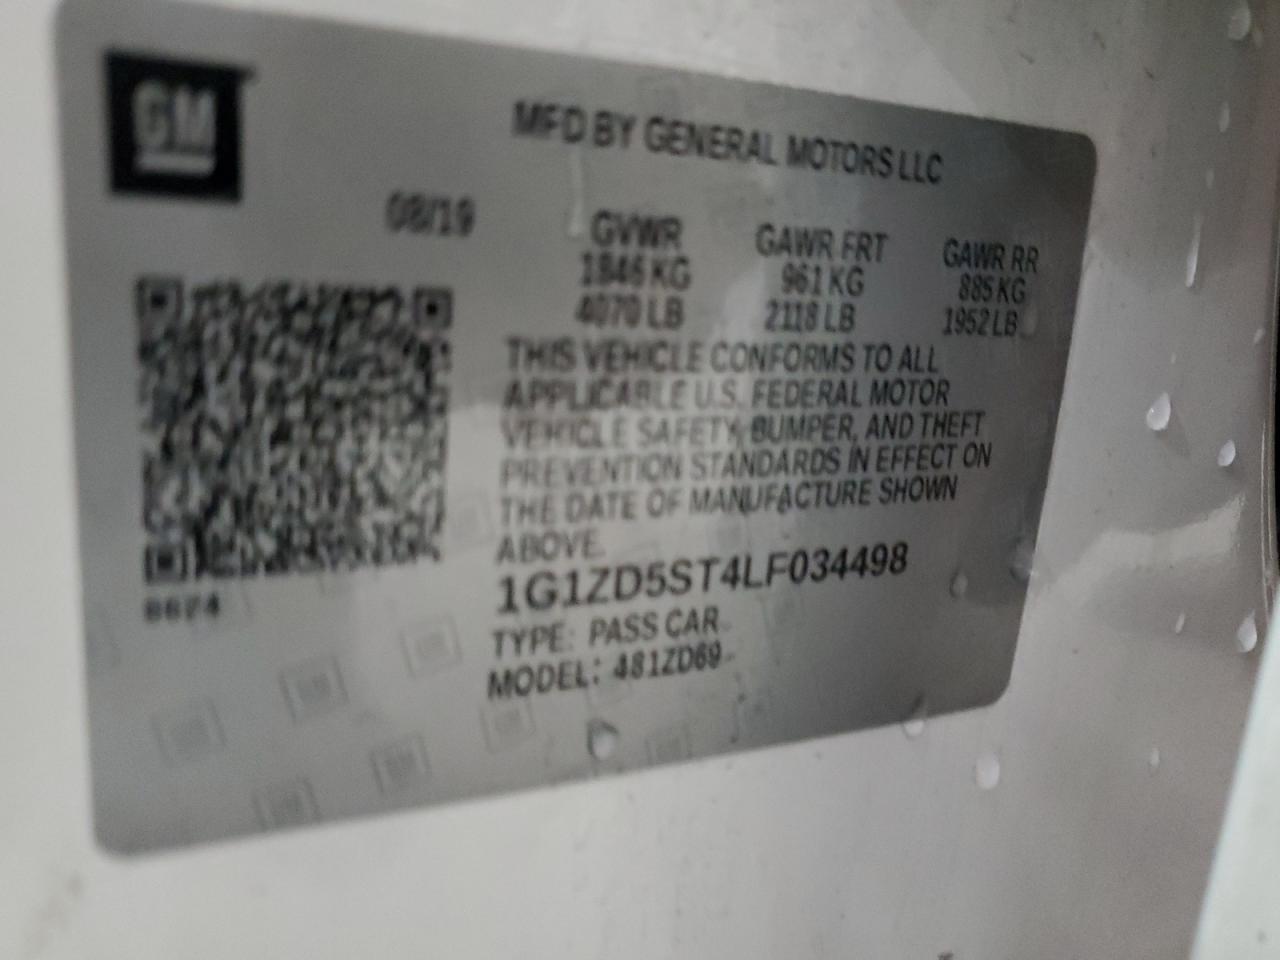 GM
MFD BY GENERAL MOTORS LLC
08/19
GVWR GAWR FRT GAWR RR
1846 KG 961 KG 885 KG
4070 LB 2118 LB 1952 LB
THIS VEHICLE CONFORMS TO ALL
APPLICABLE U.S. FEDERAL MOTOR
VEHICLE SAFETY, BUMPER, AND THEFT
PREVENTION STANDARDS IN EFFECT ON
THE DATE OF MANUFACTURE SHOWN
ABOVE.
1G1ZD5ST4LF034498
TYPE: PASS CAR
MODEL: 481ZD69